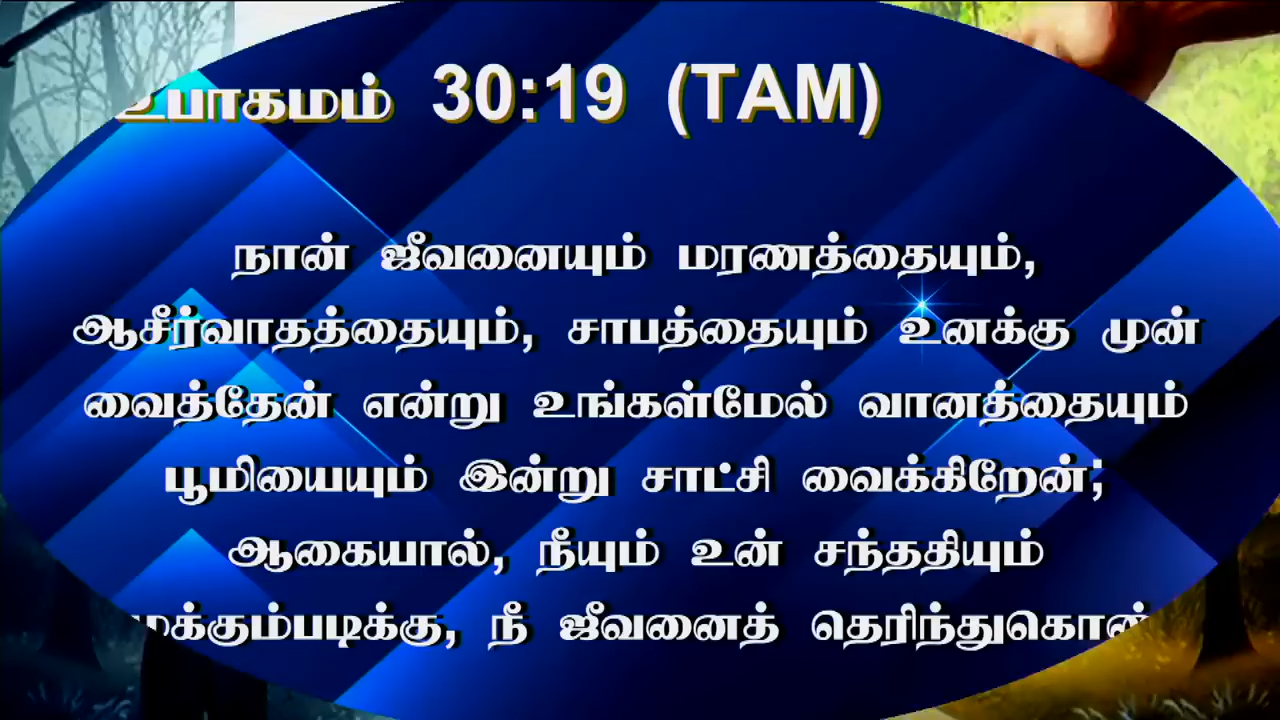 உபாகமம் 30:19 (TAM)
நான் ஜீவனையும் மரணத்தையும்,
ஆசீர்வாதத்தையும், சாபத்தையும் உனக்கு முன்
வைத்தேன் என்று உங்கள்மேல் வானத்தையும்
பூமியையும் இன்று சாட்சி வைக்கிறேன்;
ஆகையால், நீயும் உன் சந்ததியும்
நீ ஜீவனைத்